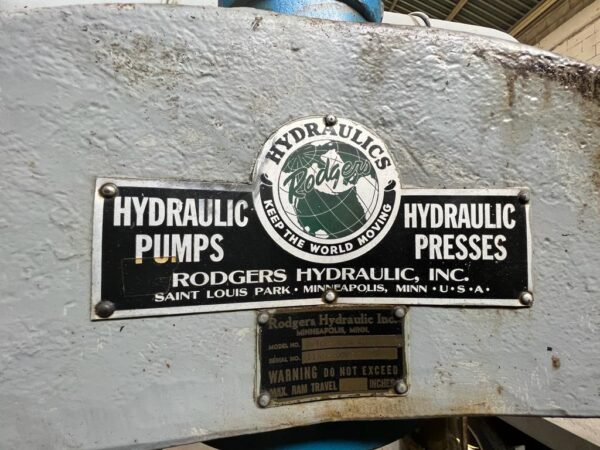 HYDRAULICS
Rodgers
KEEP THE WORLD MOVING
HYDRAULIC
PUMPS
HYDRAULIC
PRESSES
RODGERS HYDRAULIC, INC.
SAINT LOUIS PARK • MINNEAPOLIS, MINN • U • S • A •
Rodgers Hydraulic Inc.
MINNEAPOLIS, MINN.
MODEL NO.
SERIAL NO.
WARNING DO NOT EXCEED
MAX. RAM TRAVEL INCHES